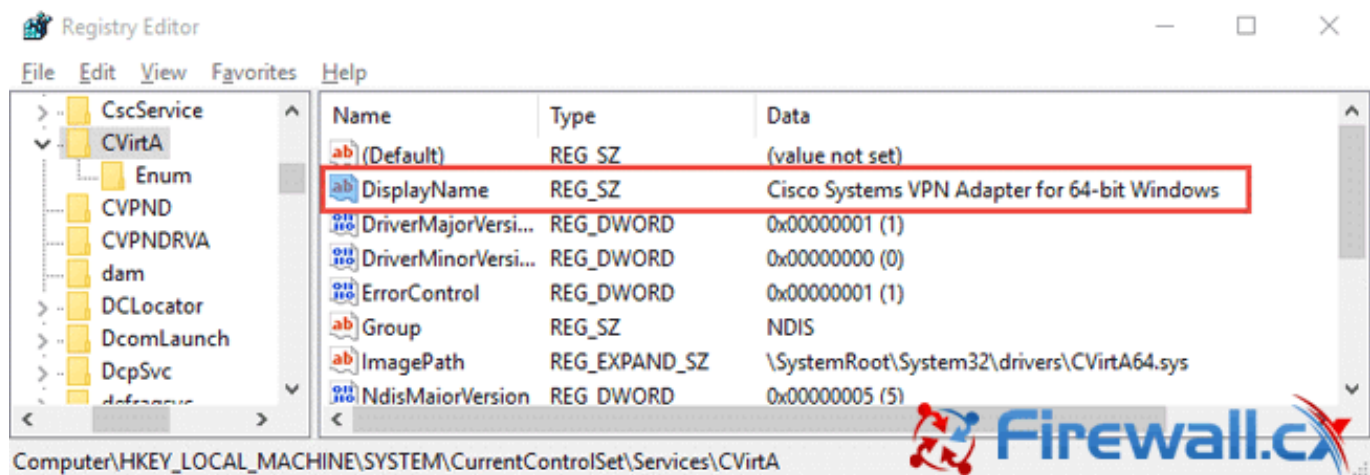 Registry Editor
File Edit View Favorites Help
CscService
CVirtA
Enum
CVPND
CVPNDRVA
dam
DCLocator
DcomLaunch
DcpSvc
defragsvc
Name Type Data
(Default) REG_SZ (value not set)
DisplayName REG_SZ Cisco Systems VPN Adapter for 64-bit Windows
DriverMajorVersi... REG_DWORD 0x00000001 (1)
DriverMinorVersi... REG_DWORD 0x00000000 (0)
ErrorControl REG_DWORD 0x00000001 (1)
Group REG_SZ NDIS
ImagePath REG_EXPAND_SZ \SystemRoot\System32\drivers\CVirtA64.sys
NdisMajorVersion REG_DWORD 0x00000005 (5)
Firewall.cx
Computer\HKEY_LOCAL_MACHINE\SYSTEM\CurrentControlSet\Services\CVirtA